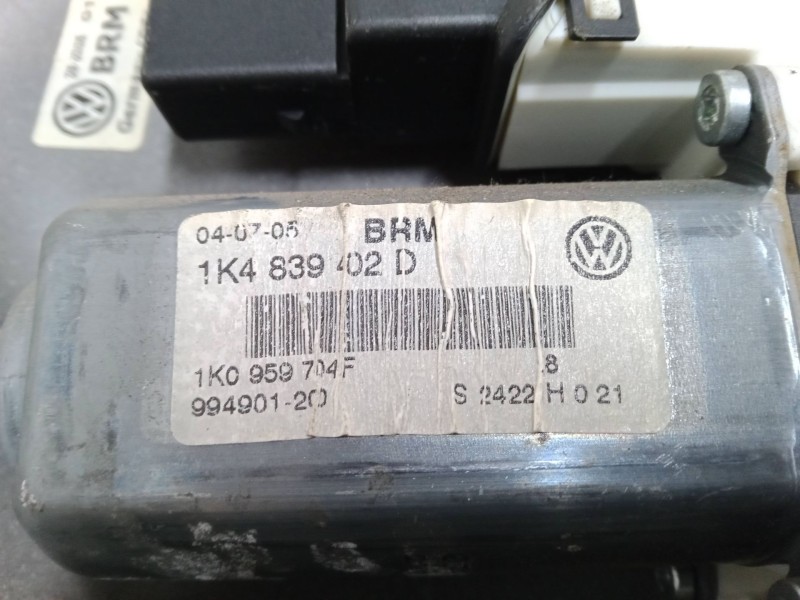 BRM
04-07-05 BRM
1K4 839 402 D
1K0 959 704F 8
994901-20 S 2422 H 0 21